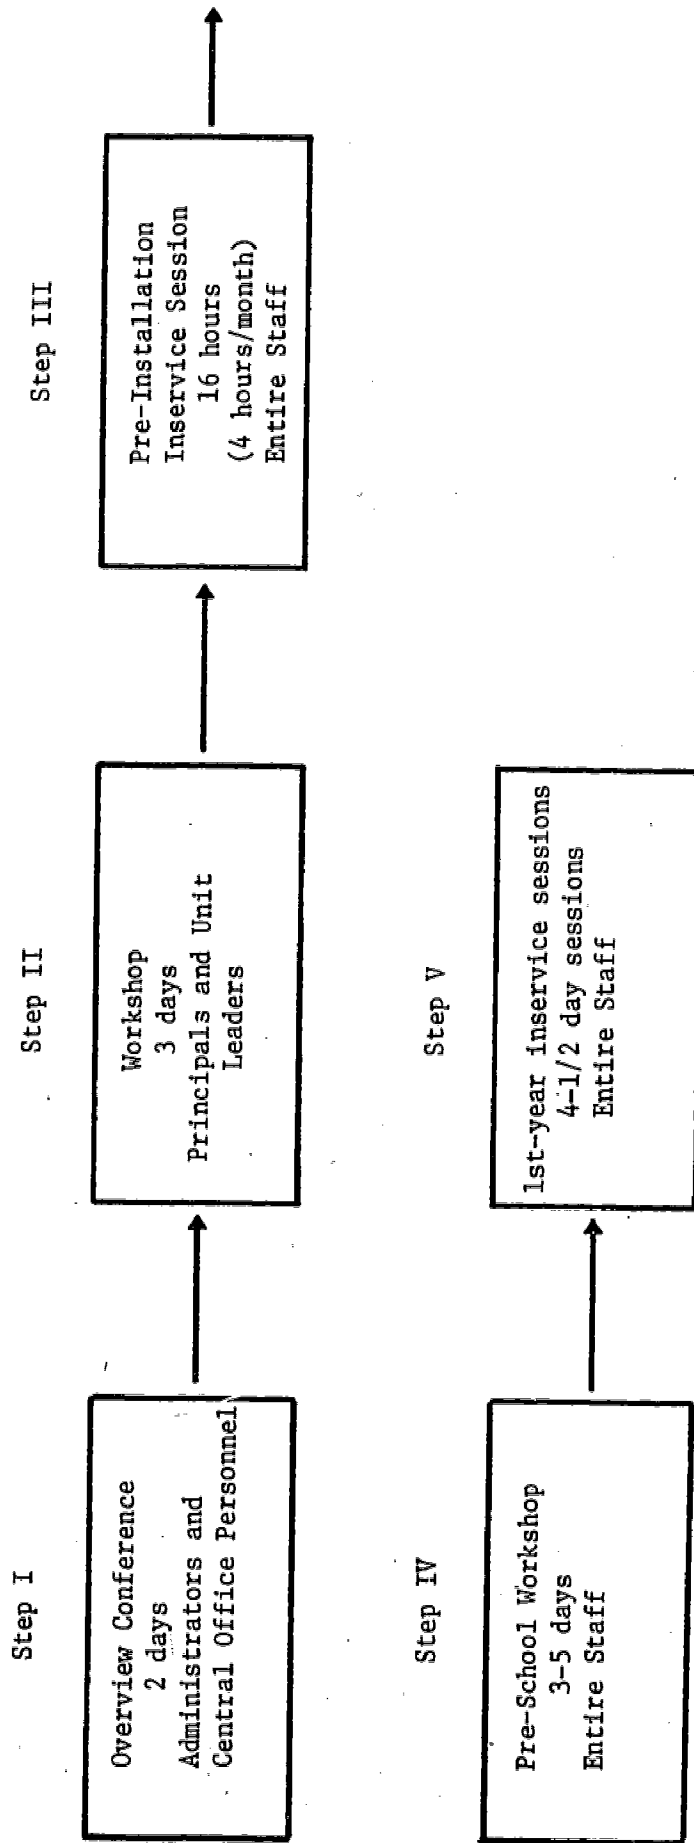 Step I
Overview Conference
2 days
Administrators and
Central Office Personnel
Step II
Workshop
3 days
Principals and Unit
Leaders
Step III
Pre-Installation
Inservice Session
16 hours
(4 hours/month)
Entire Staff
Step IV
Pre-School Workshop
3-5 days
Entire Staff
Step V
1st-year inservice sessions
4-1/2 day sessions
Entire Staff